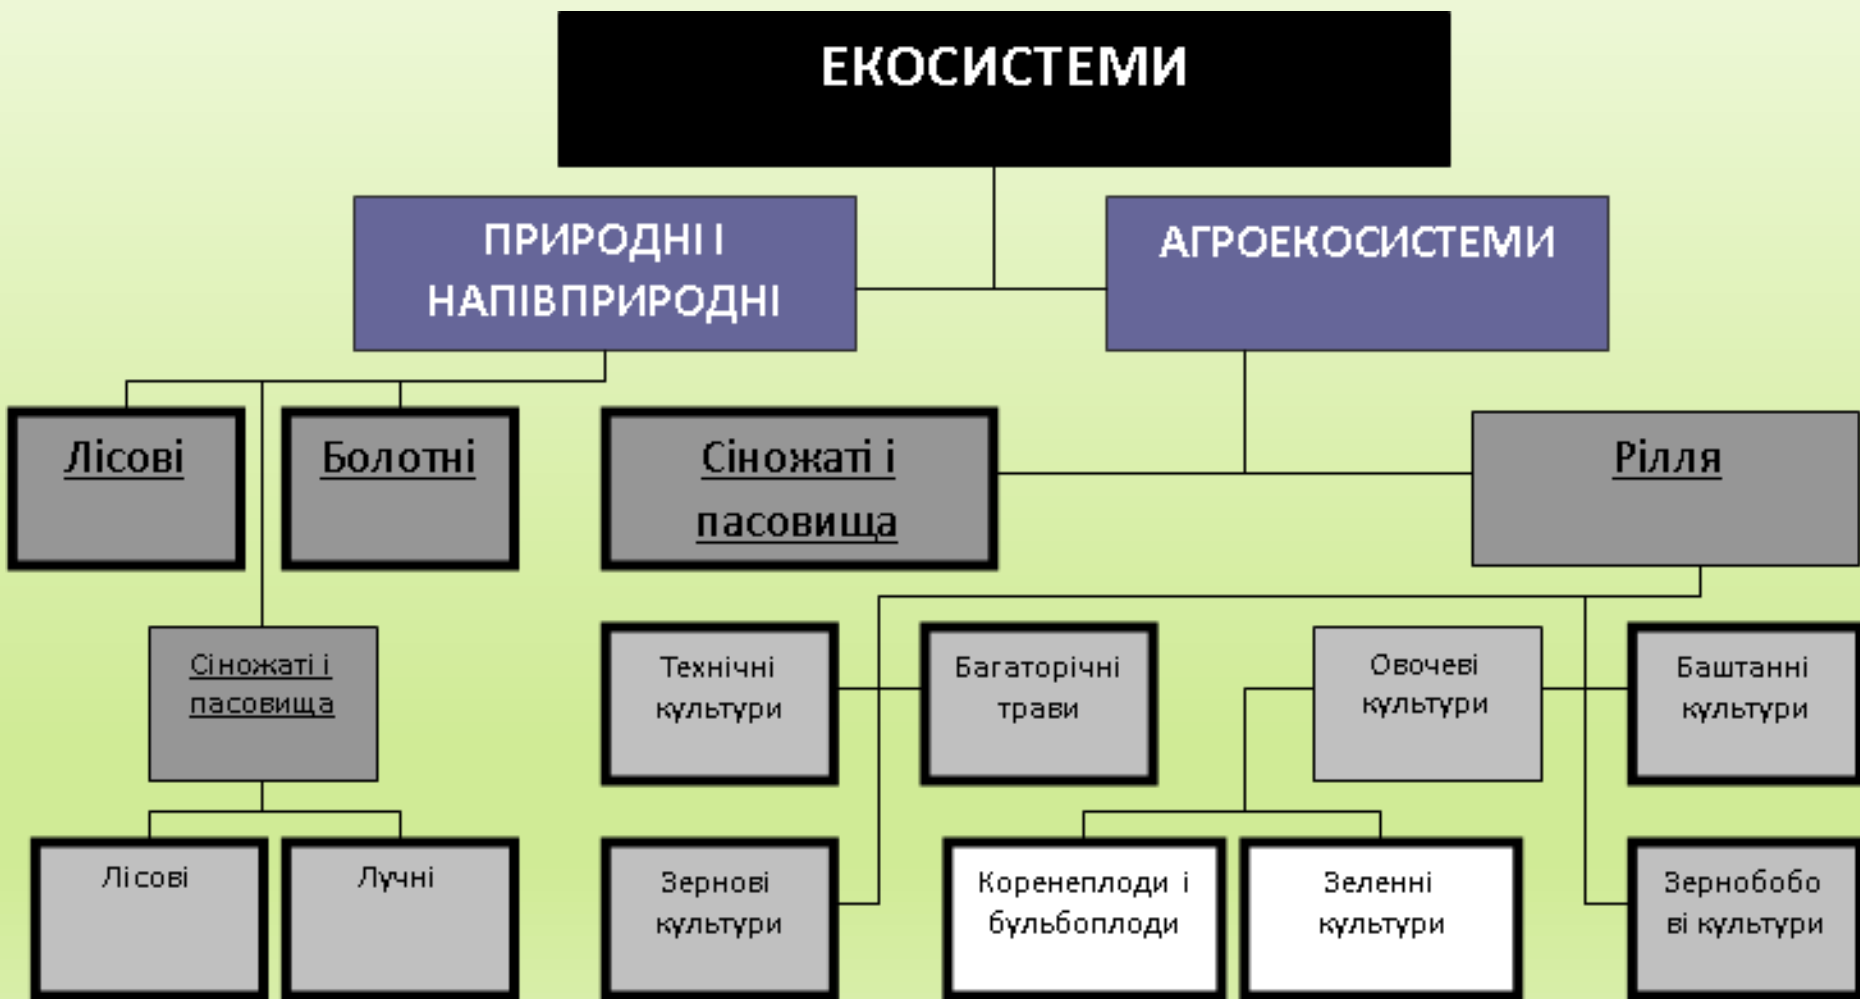 ЕКОСИСТЕМИ
ПРИРОДНІ І
НАПІВПРИРОДНІ
АГРОЕКОСИСТЕМИ
Лісові
Болотні
Сіножаті і
пасовища
Рілля
Сіножаті і
пасовища
Технічні
культури
Багаторічні
трави
Овочеві
культури
Баштанні
культури
Лісові
Лучні
Зернові
культури
Коренеплоди і
бульбоплоди
Зеленні
культури
Зернобобо
ві культури